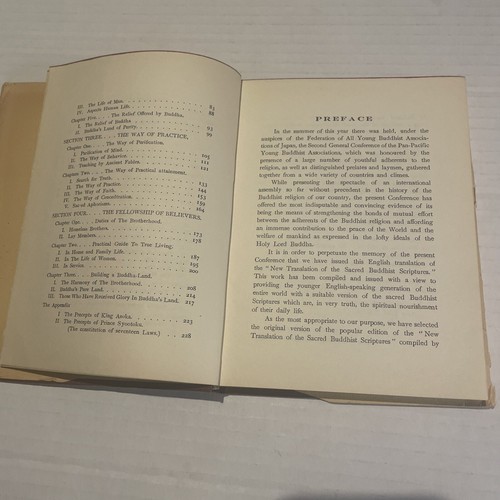 III. The Life of Man. 83
IV. Aspects Human Life. 88
Chapter Five. The Relief Offered by Buddha.
I. The Relief of Buddha. 93
II. Buddha's Land of Purity. 99
SECTION THREE. THE WAY OF PRACTICE,
Chapter One. The Way of Purification.
I. Purification of Mind. 105
II. The Way of Behavior. 112
III. Teaching by Ancient Fables. 121
Chapter Two. The Way of Practical Attainment.
I. Search for Truth. 133
II. The Way of Practice. 144
III. The Way of Faith. 152
IV. The Way of Consecration. 159
V. Sacred Aphorisms. 164
SECTION FOUR. THE FELLOWSHIP OF BELIEVERS,
Chapter One. Duties of The Brotherhood.
I. Homeless Brothers. 173
II. Lay Members. 178
Chapter Two. Practical Guide To True Living.
I. In Home and Family Life. 187
II. In The Life of Women. 195
III. In Service. 200
Chapter Three. Building a Buddha-Land.
I. The Harmony of The Brotherhood. 208
II. Buddha's Pure Land. 214
III. Those Who Have Received Glory In Buddha's Land. 217
The Appendix
I The Precepts of King Asoka. 223
II The Precepts of Prince Syootoku.
(The constitution of seventeen Laws.) 228
PREFACE
In the summer of this year there was held, under the
auspices of the Federation of All Young Buddhist Associa-
tions of Japan, the Second General Conference of the Pan-Pacific
Young Buddhist Associations, which was honoured by the
presence of a large number of youthful adherents to the
religion, as well as distinguished prelates and laymen, gathered
together from a wide variety of countries and climes.
While presenting the spectacle of an international
assembly so far without precedent in the history of the
Buddhist religion of our country, the present Conference has
offered the most indisputable and convincing evidence of its
being the means of strengthening the bonds of mutual effort
between the adherents of the Buddhist religion and affording
an immense contribution to the peace of the World and the
welfare of mankind as expressed in the lofty ideals of the
Holy Lord Buddha.
It is in order to perpetuate the memory of the present
Conference that we have issued this English translation of
the "New Translation of the Sacred Buddhist Scriptures."
This work has been compiled and issued with a view to
providing the younger English-speaking generation of the
entire world with a suitable version of the sacred Buddhist
Scriptures which are, in very truth, the spiritual nourishment
of their daily life.
As the most appropriate to our purpose, we have selected
the original version of the popular edition of the "New
Translation of the Sacred Buddhist Scriptures" compiled by